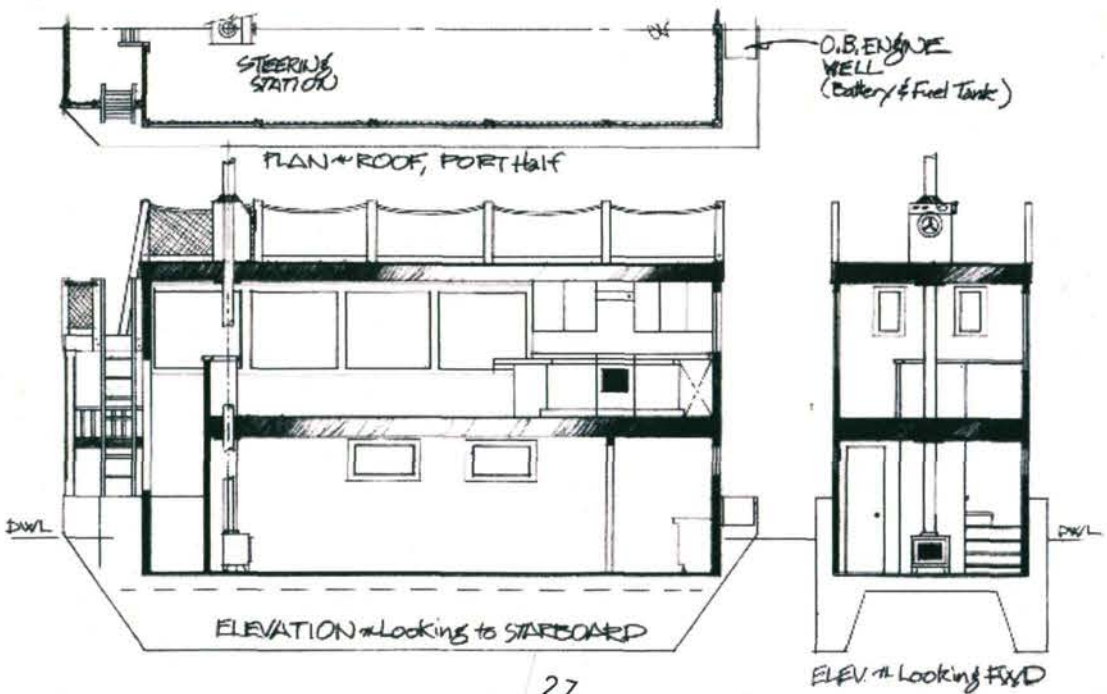 STEERING
STATION
O.B. ENGINE
WELL
(Battery & Fuel Tank)
PLAN ~ ROOF, PORT Half
DWL
DWL
ELEVATION ~ Looking to STARBOARD
ELEV. ~ Looking FWD
27